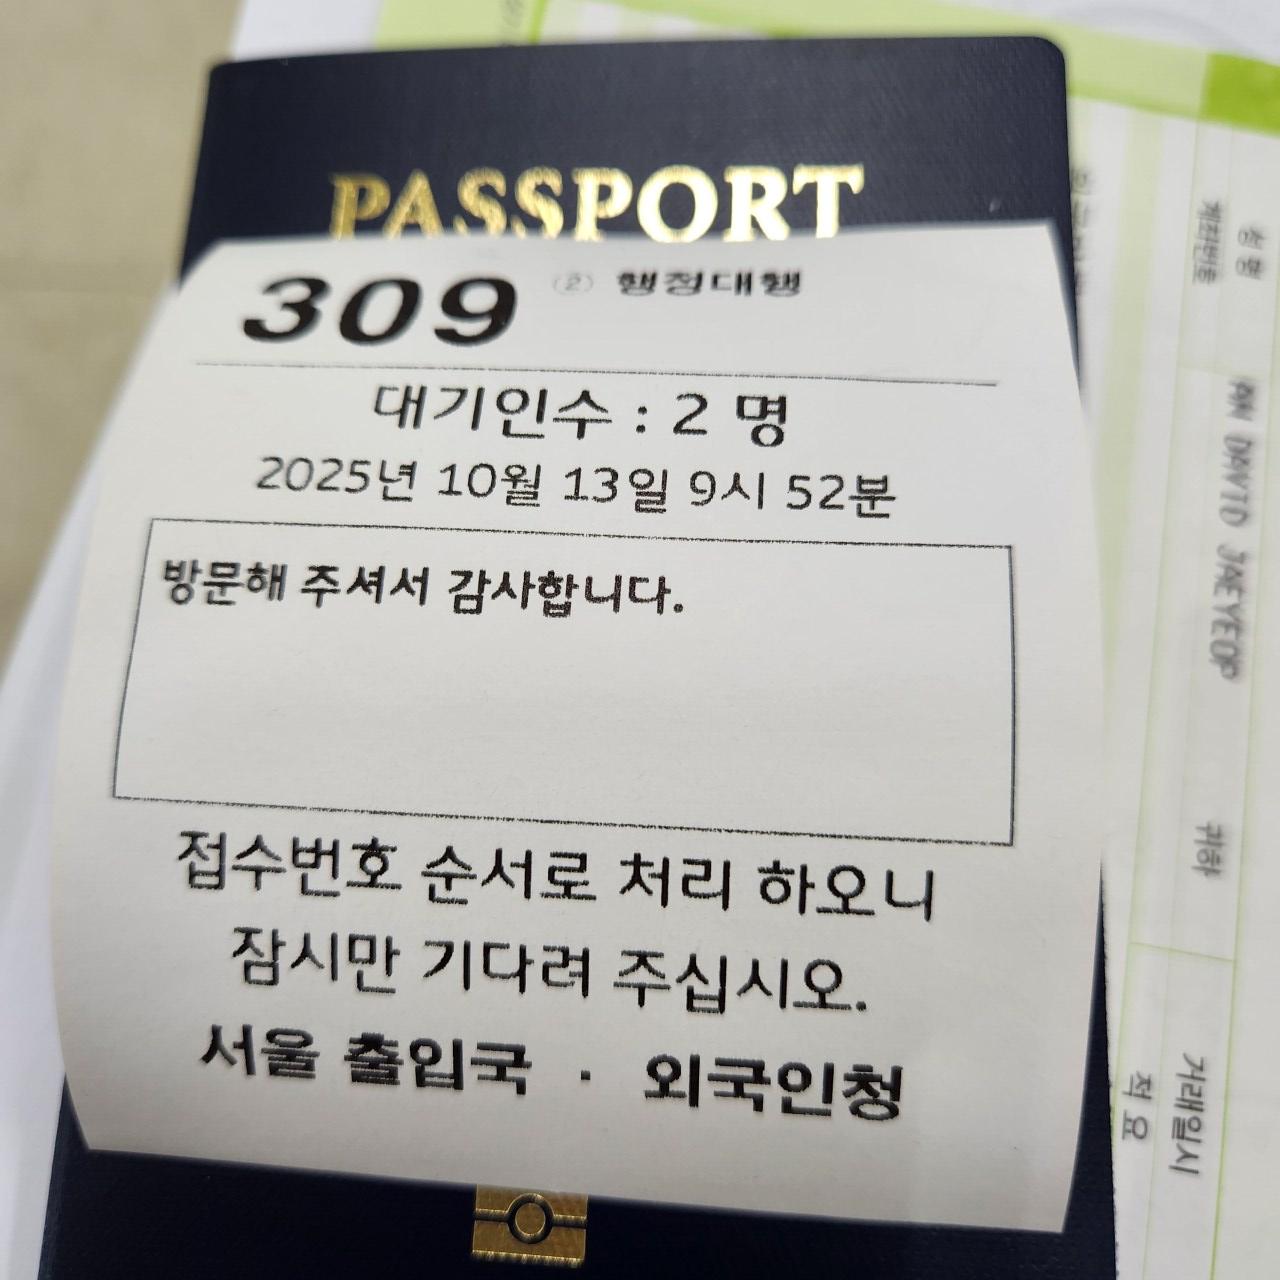 PASSPORT
309 ② 행정대행
대기인수 : 2 명
2025년 10월 13일 9시 52분
방문해 주셔서 감사합니다.
접수번호 순서로 처리 하오니
잠시만 기다려 주십시오.
서울 출입국 · 외국인청
성명
계좌번호
AHN DAVID JAEYEOP
귀하
거래일시
적요